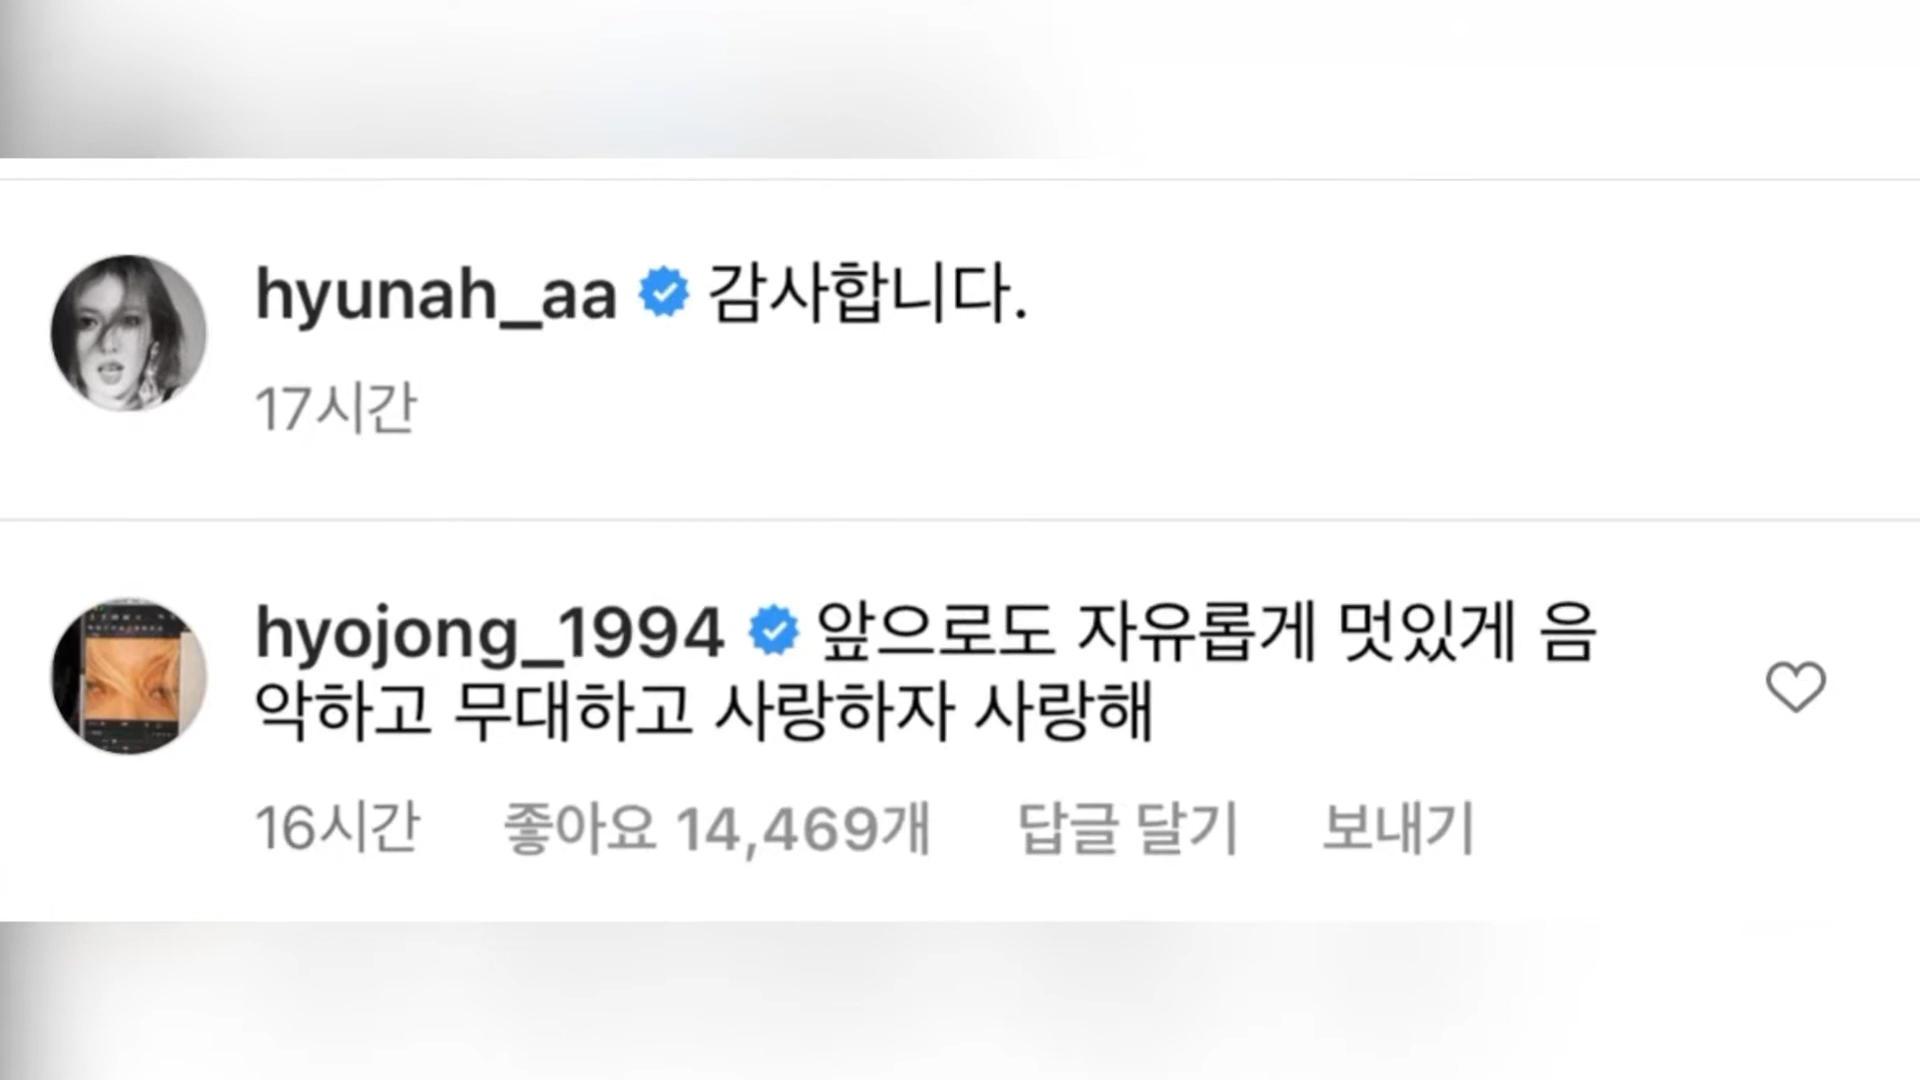 hyunah_aa 감사합니다.
17시간
hyojong_1994 앞으로도 자유롭게 멋있게 음
악하고 무대하고 사랑하자 사랑해
16시간 좋아요 14,469개 답글 달기 보내기